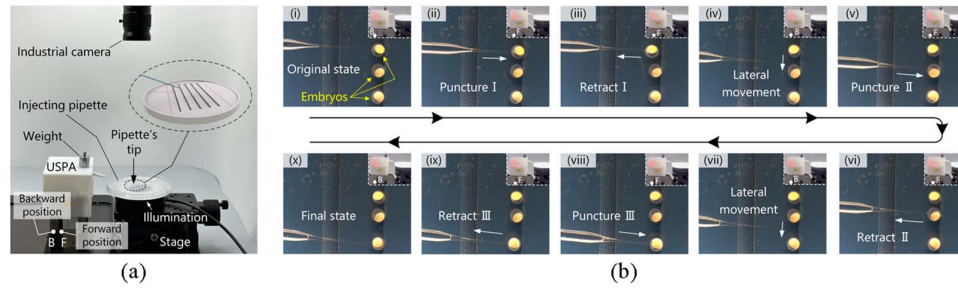 Industrial camera
Injecting pipette
Weight
Pipette's
tip
USPA
Backward
position
B F
Forward
position
Illumination
Stage
(a)
(i)
B
Original state
Embryos
(ii)
F
Puncture Ⅰ
(iii)
F
Retract Ⅰ
(iv)
B
Lateral
movement
(v)
F
Puncture Ⅱ
(vi)
F
Retract Ⅱ
(vii)
B
Lateral
movement
(viii)
F
Puncture Ⅲ
(ix)
F
Retract Ⅲ
(x)
B
Final state
(b)